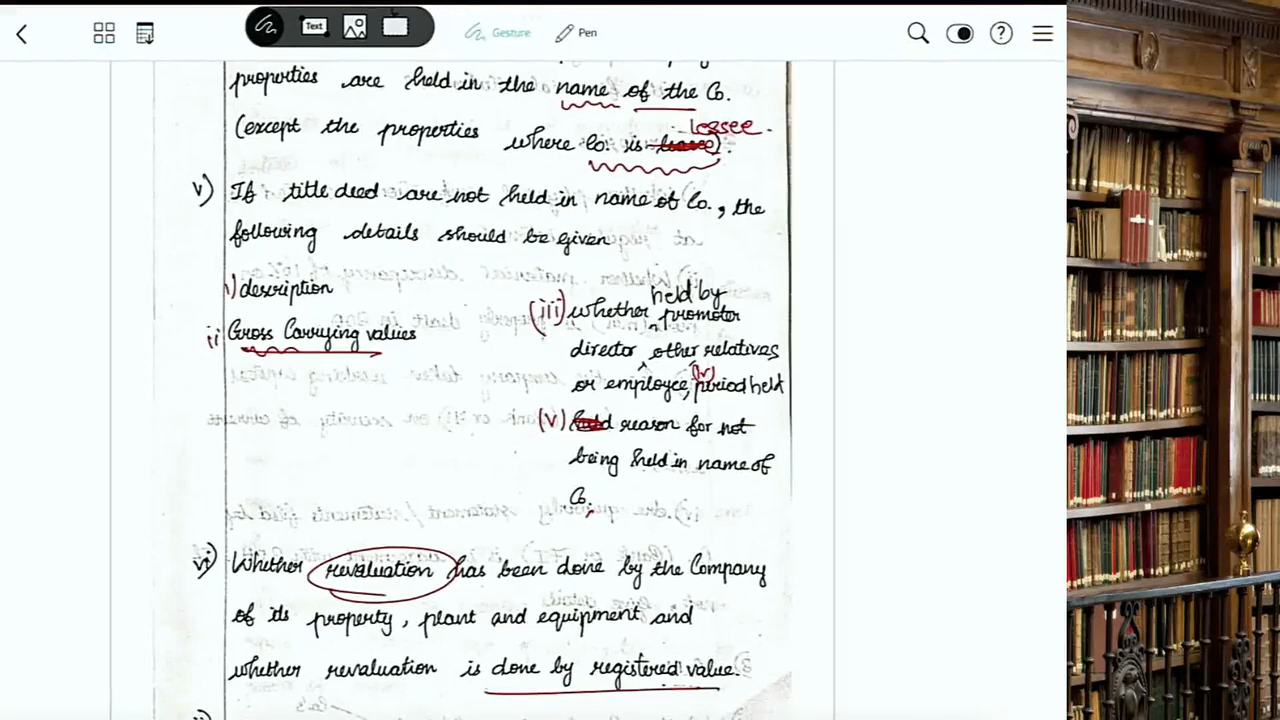 Text
Gesture
Pen
properties are held in the name of the Co.
lessee.
(except the properties where Co. is
v) If title deed are not held in name of Co., the
following details should be given
i) description
ii Gross Carrying values
held by
(iii) whether promoter
director, other relatives
(iv)
or employee, period held
(v) reason for not
being held in name of
Co,
vi) Whether revaluation has been done by the Company
of its property, plant and equipment and
whether revaluation is done by registered value.